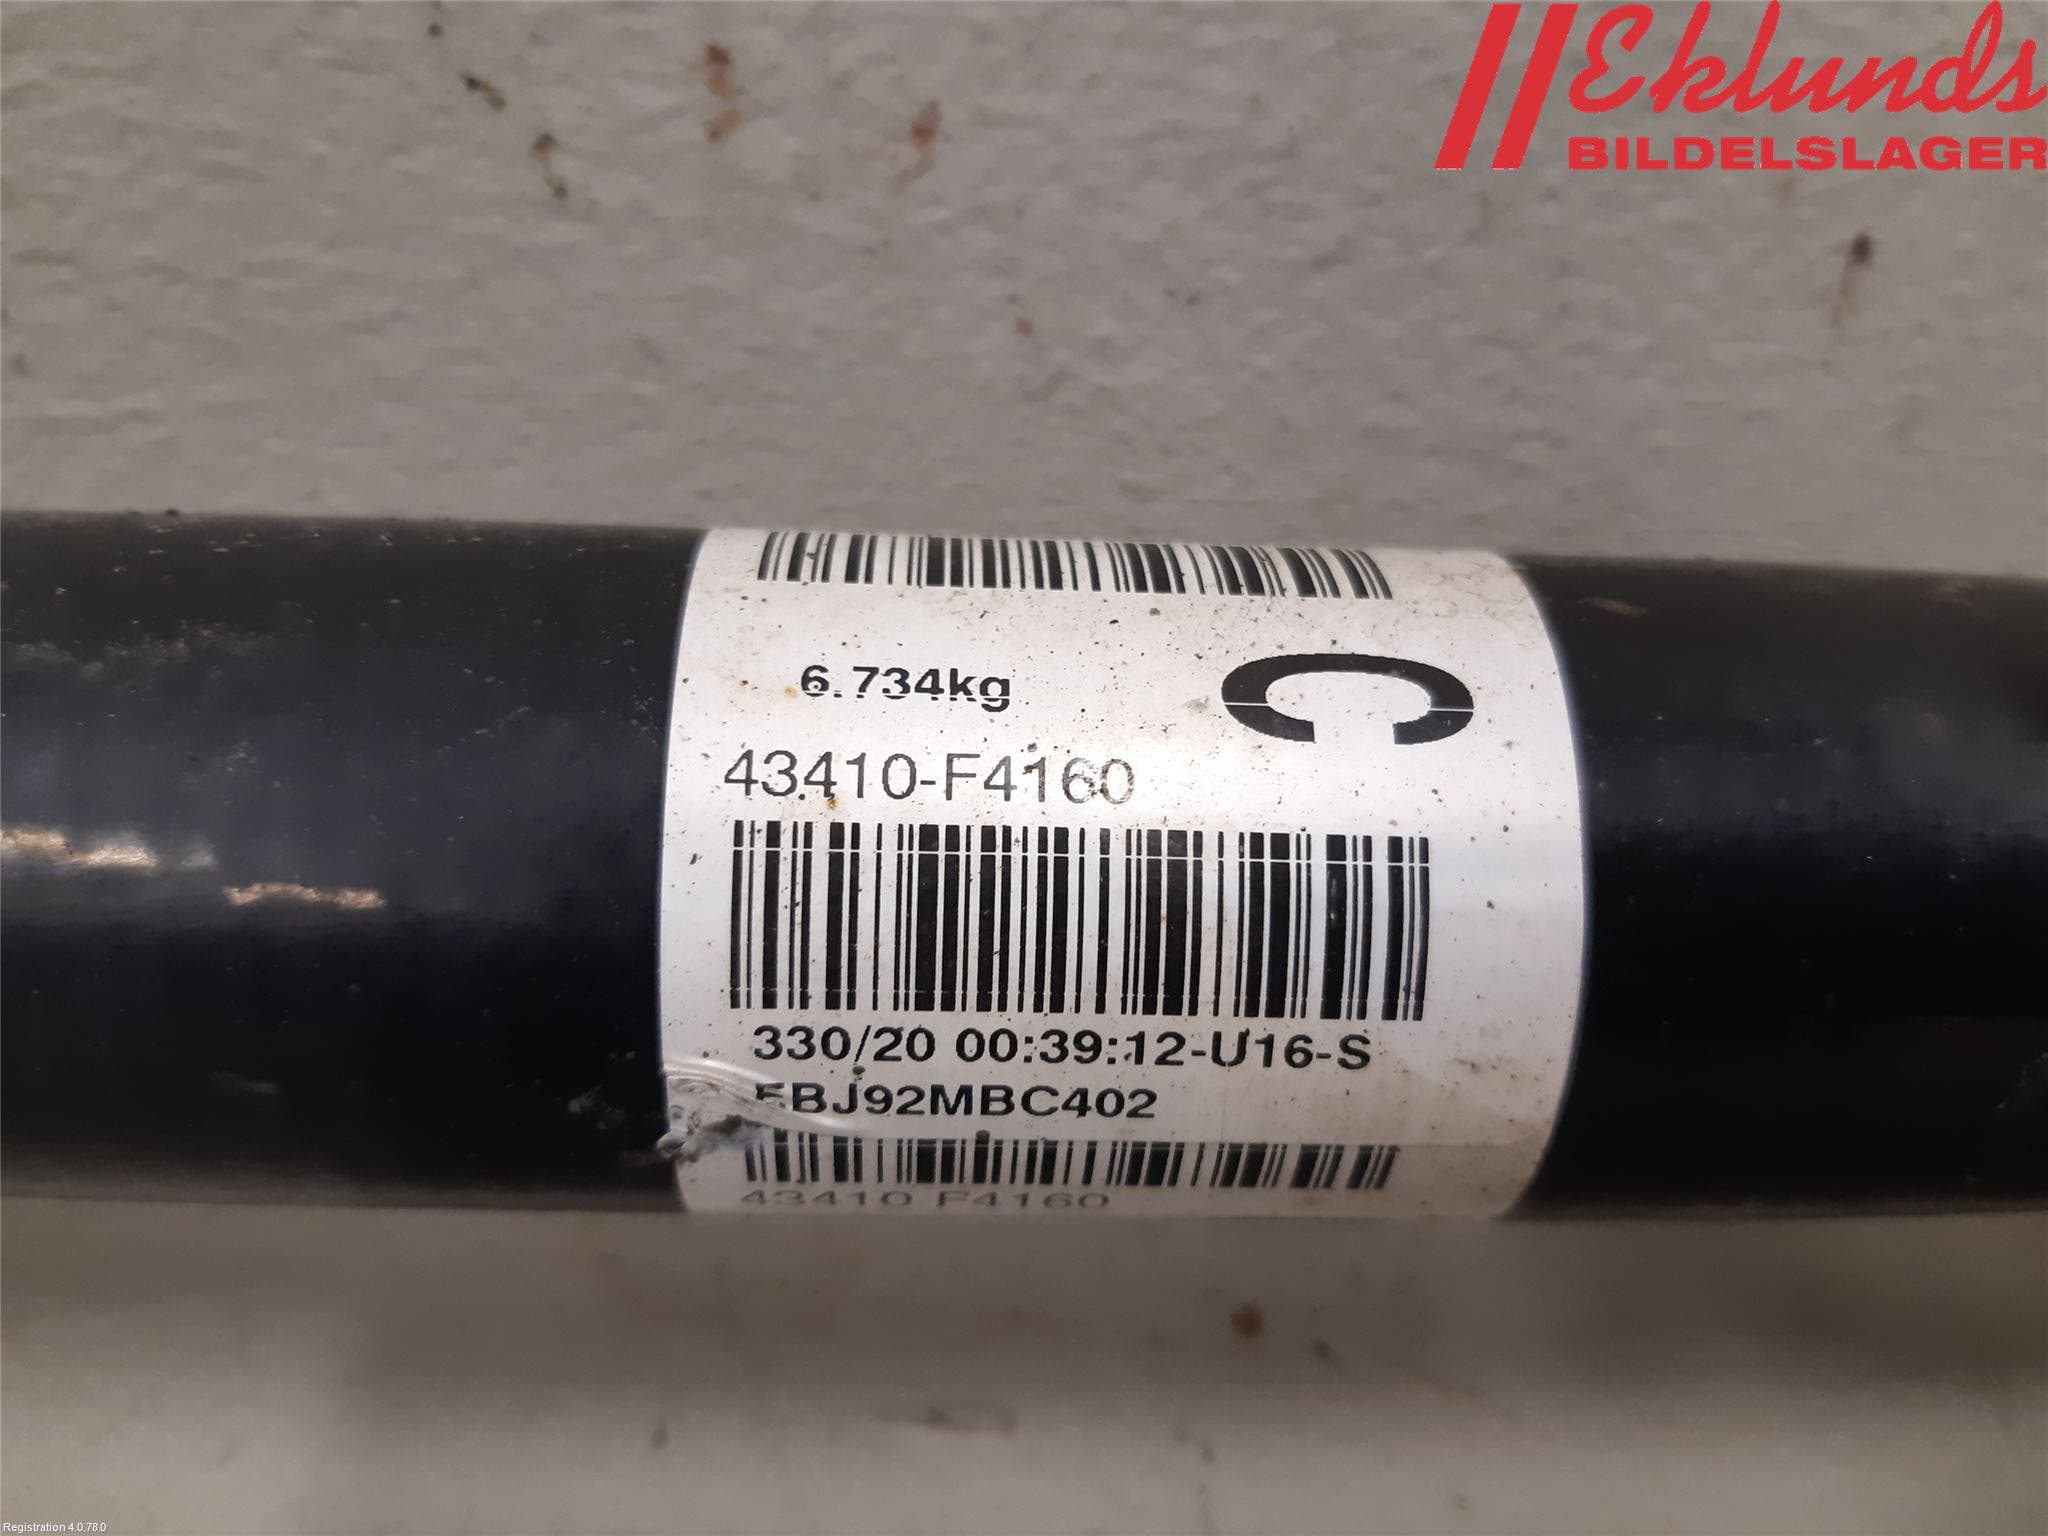 Eklunds
BILDELSLAGER
6.734kg
C
43410-F4160
330/20 00:39:12-U16-S
EBJ92MBC402
43410 F4160
Registration 4.0.78.0